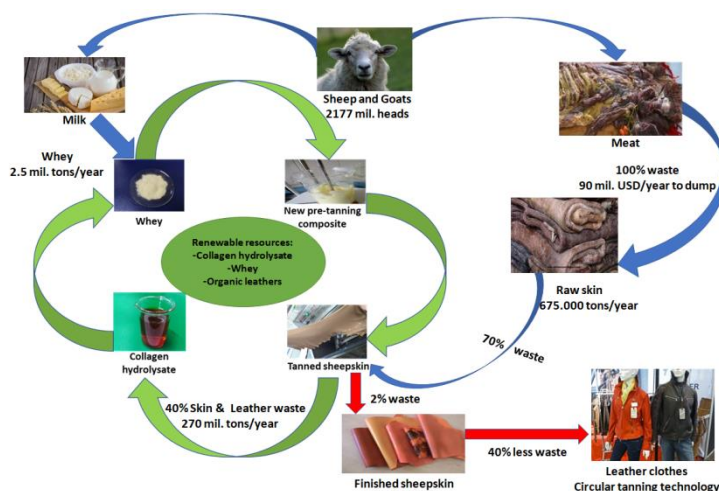 Sheep and Goats
2177 mil. heads
Milk
Meat
Whey
2.5 mil. tons/year
100% waste
90 mil. USD/year to dump
Whey
New pre-tanning
composite
Renewable resources:
-Collagen hydrolysate
-Whey
-Organic leathers
Raw skin
675.000 tons/year
Collagen
hydrolysate
Tanned sheepskin
70% waste
40% Skin & Leather waste
270 mil. tons/year
2% waste
40% less waste
Finished sheepskin
Leather clothes
Circular tanning technology